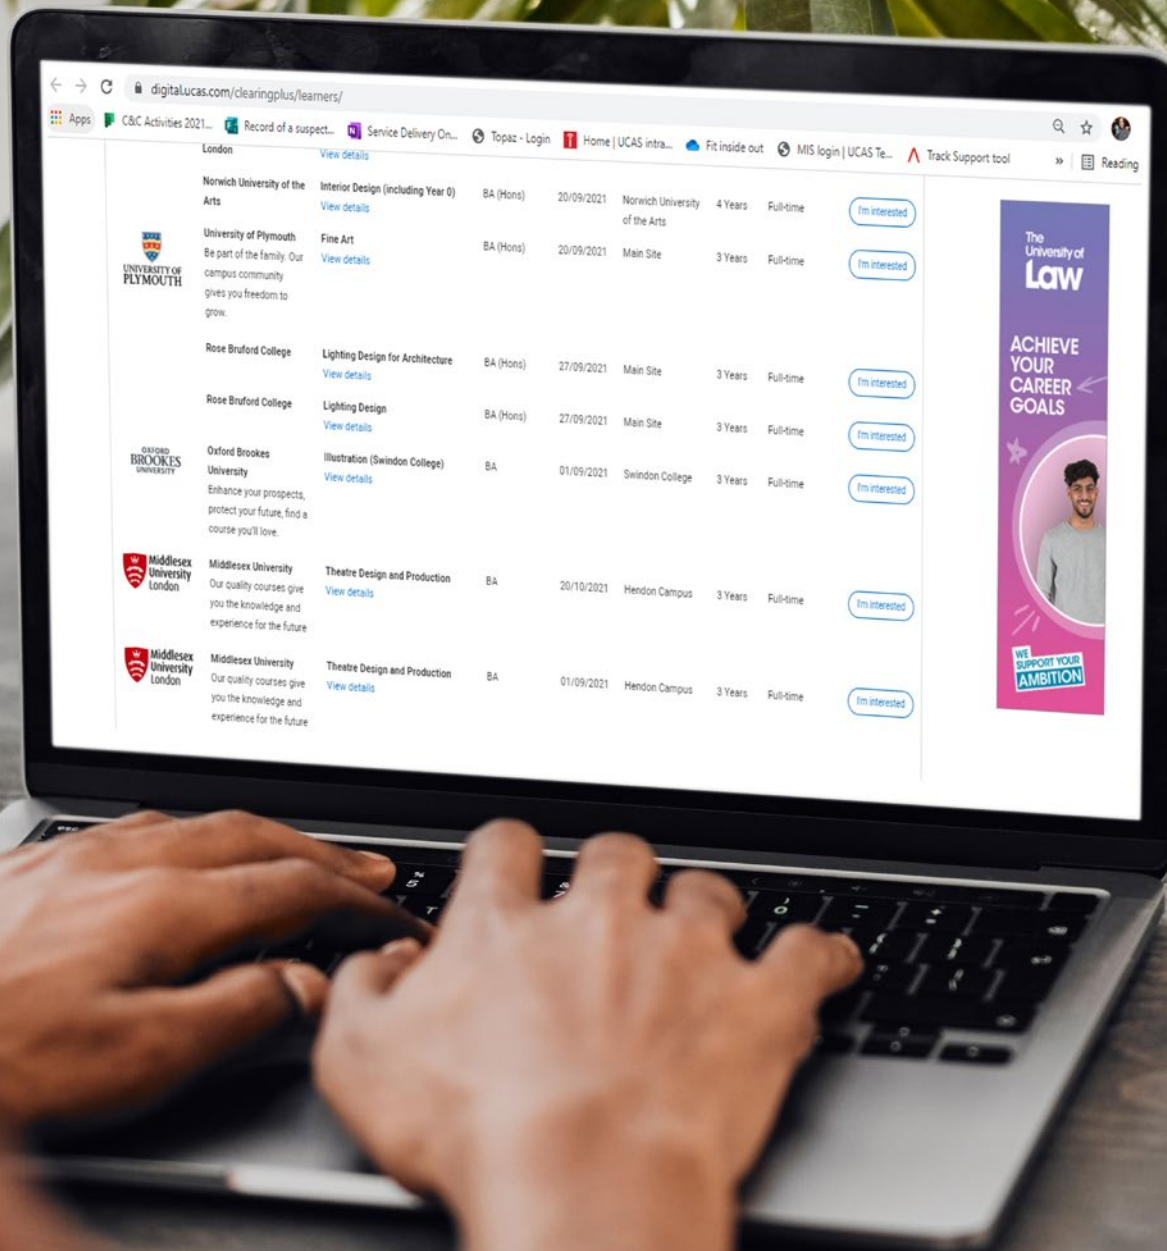 digital.ucas.com/clearingplus/learners/
Apps
C&C Activities 2021...
Record of a suspect...
Service Delivery On...
Topaz - Login
Home | UCAS intra...
Fit inside out
MIS login | UCAS Te...
Track Support tool
»
Reading
London
View details
Norwich University of the
Arts
Interior Design (including Year 0)
View details
BA (Hons)
20/09/2021
Norwich University
of the Arts
4 Years
Full-time
I'm interested
UNIVERSITY OF
PLYMOUTH
University of Plymouth
Be part of the family. Our
campus community
gives you freedom to
grow.
Fine Art
View details
BA (Hons)
20/09/2021
Main Site
3 Years
Full-time
I'm interested
Rose Bruford College
Lighting Design for Architecture
View details
BA (Hons)
27/09/2021
Main Site
3 Years
Full-time
I'm interested
Rose Bruford College
Lighting Design
View details
BA (Hons)
27/09/2021
Main Site
3 Years
Full-time
I'm interested
OXFORD
BROOKES
UNIVERSITY
Oxford Brookes
University
Enhance your prospects,
protect your future, find a
course you'll love.
Illustration (Swindon College)
View details
BA
01/09/2021
Swindon College
3 Years
Full-time
I'm interested
Middlesex
University
London
Middlesex University
Our quality courses give
you the knowledge and
experience for the future
Theatre Design and Production
View details
BA
20/10/2021
Hendon Campus
3 Years
Full-time
I'm interested
Middlesex
University
London
Middlesex University
Our quality courses give
you the knowledge and
experience for the future
Theatre Design and Production
View details
BA
01/09/2021
Hendon Campus
3 Years
Full-time
I'm interested
The
University of
Law
ACHIEVE
YOUR
CAREER
GOALS
WE
SUPPORT YOUR
AMBITION
esc
%
5
T